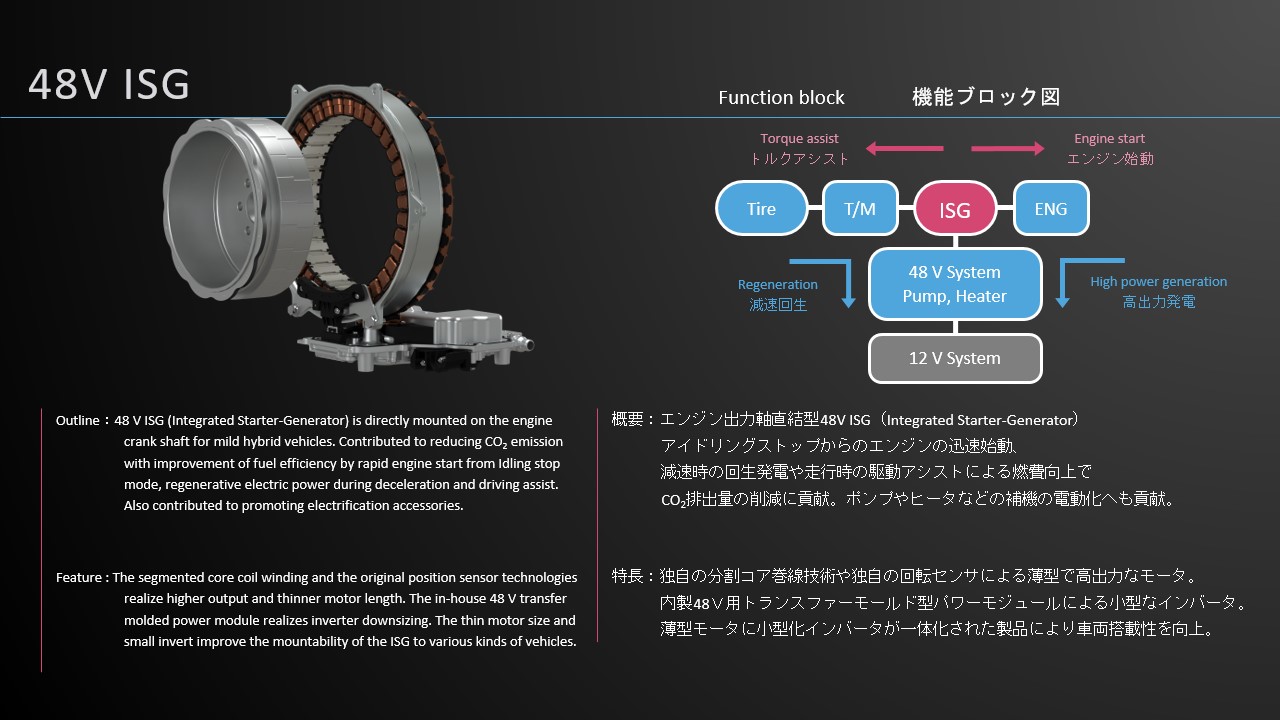 48V ISG
Function block
機能ブロック図
Torque assist
トルクアシスト
Engine start
エンジン始動
Tire
T/M
ISG
ENG
Regeneration
減速回生
48 V System
Pump, Heater
High power generation
高出力発電
12 V System
Outline：48 V ISG (Integrated Starter-Generator) is directly mounted on the engine
crank shaft for mild hybrid vehicles. Contributed to reducing CO₂ emission
with improvement of fuel efficiency by rapid engine start from Idling stop
mode, regenerative electric power during deceleration and driving assist.
Also contributed to promoting electrification accessories.
Feature : The segmented core coil winding and the original position sensor technologies
realize higher output and thinner motor length. The in-house 48 V transfer
molded power module realizes inverter downsizing. The thin motor size and
small invert improve the mountability of the ISG to various kinds of vehicles.
概要：エンジン出力軸直結型48V ISG（Integrated Starter-Generator）
アイドリングストップからのエンジンの迅速始動、
減速時の回生発電や走行時の駆動アシストによる燃費向上で
CO₂排出量の削減に貢献。ポンプやヒータなどの補機の電動化へも貢献。
特長：独自の分割コア巻線技術や独自の回転センサによる薄型で高出力なモータ。
内製48Ｖ用トランスファーモールド型パワーモジュールによる小型なインバータ。
薄型モータに小型化インバータが一体化された製品により車両搭載性を向上。